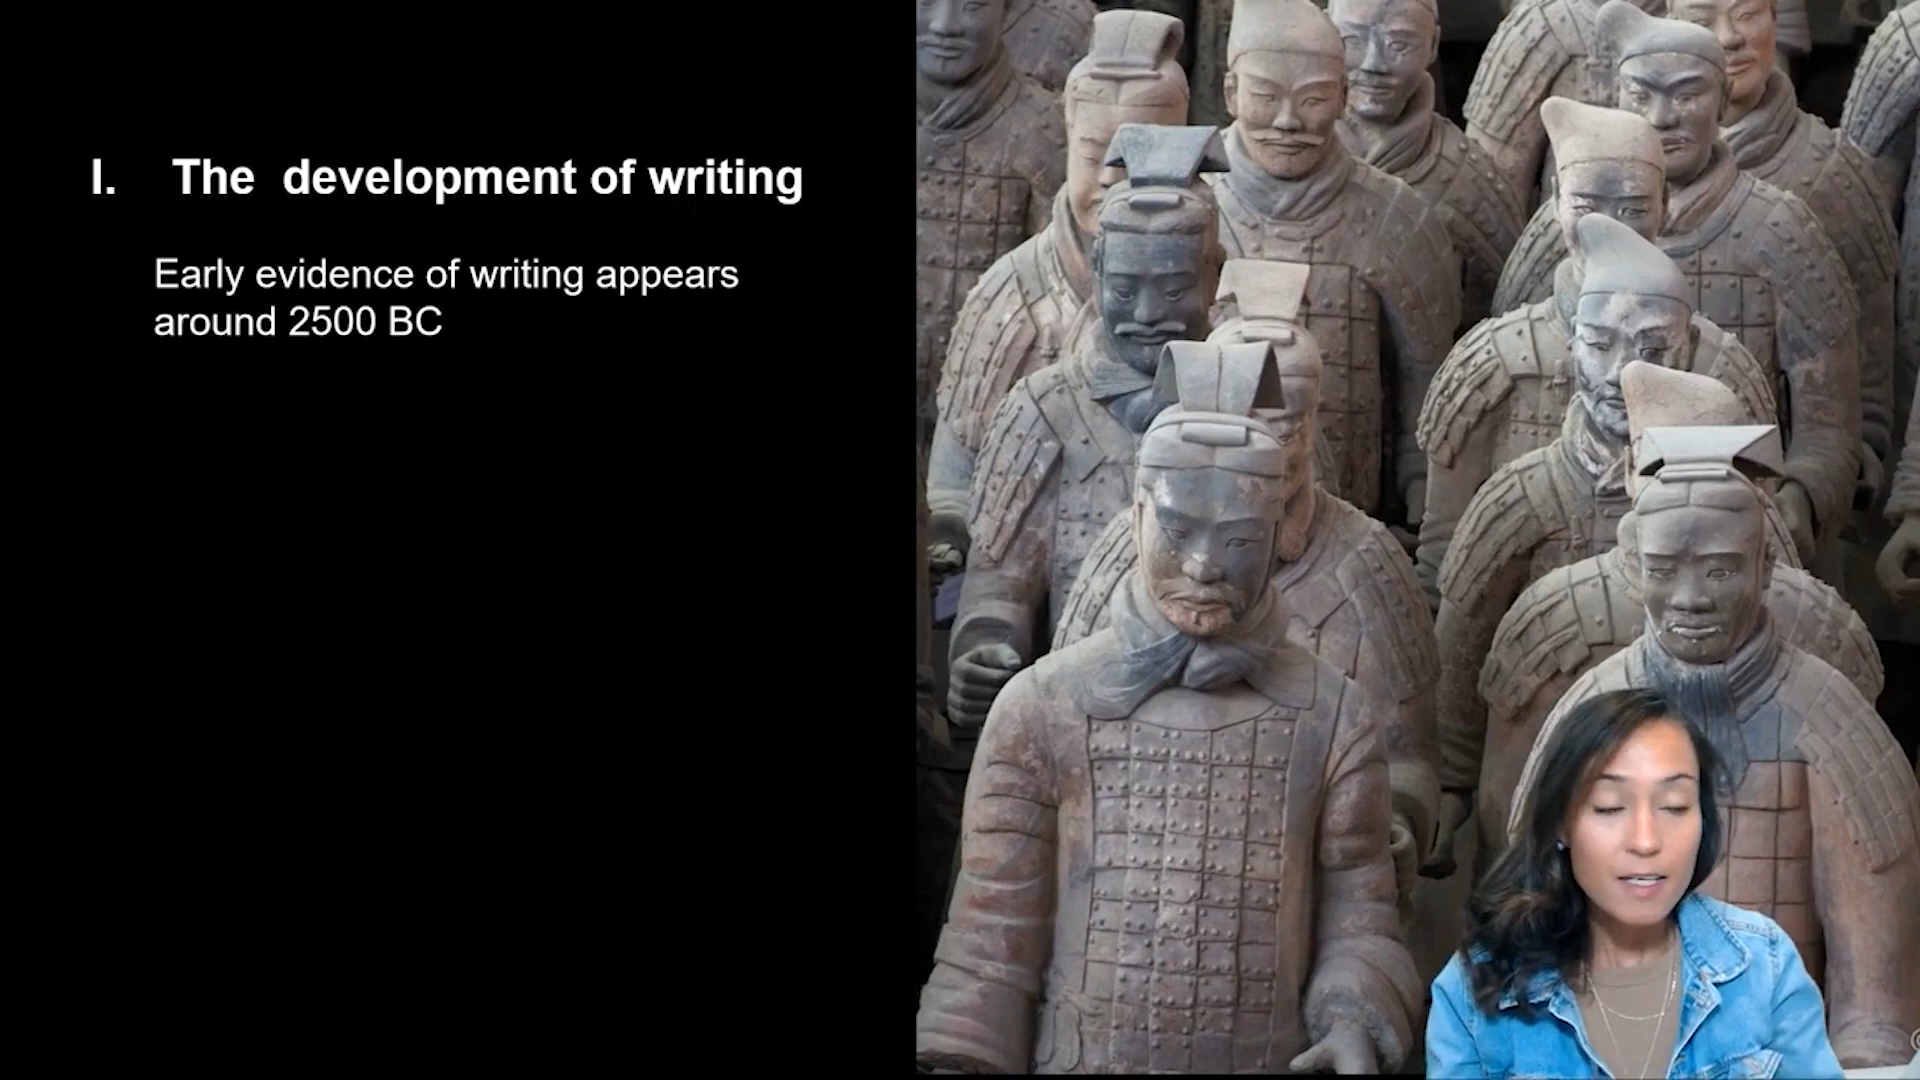 I. The development of writing
Early evidence of writing appears
around 2500 BC